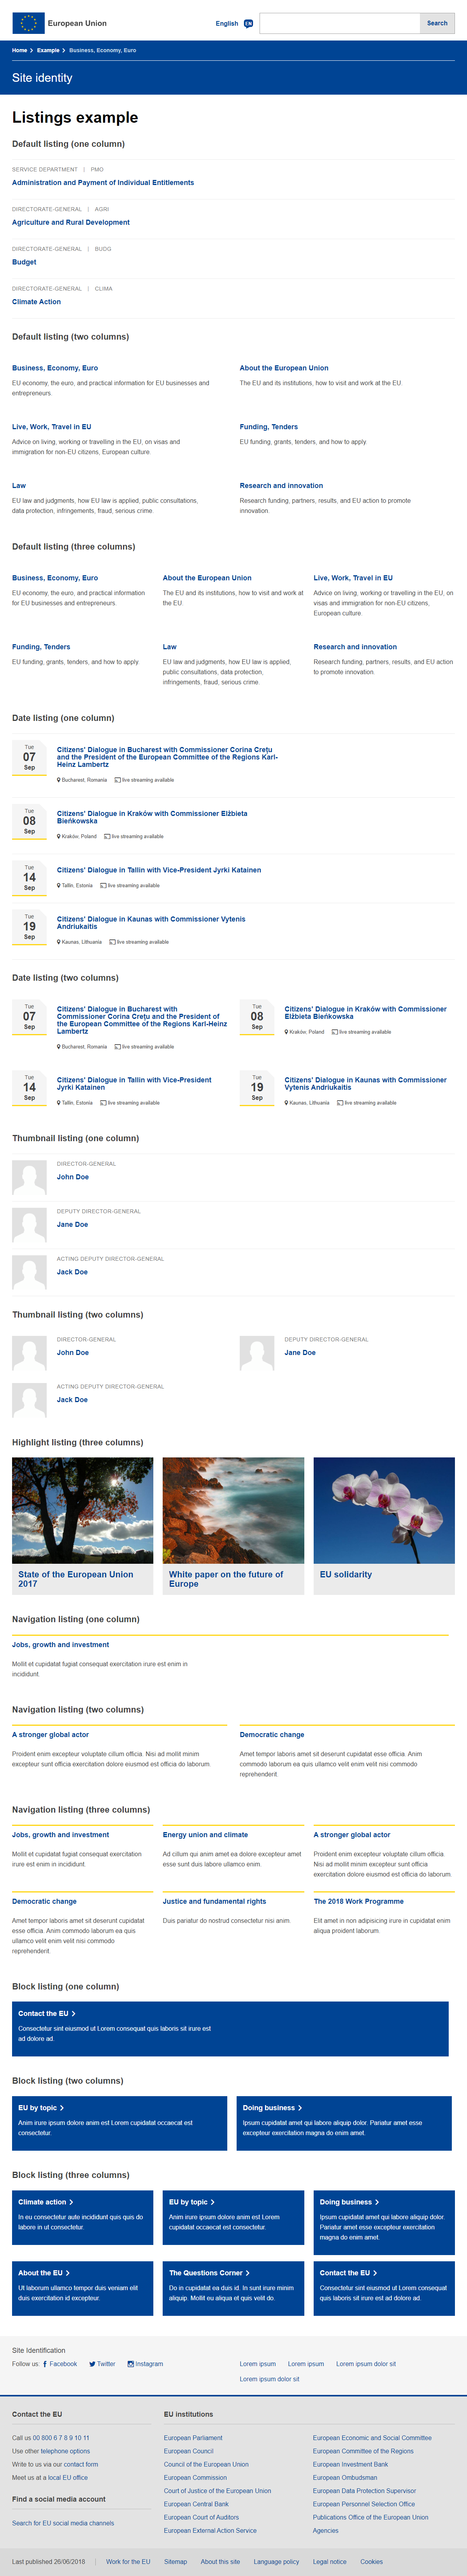 European Union
English EN
Search
Home Example Business, Economy, Euro
Site identity
Listings example
Default listing (one column)
SERVICE DEPARTMENT | PMO
Administration and Payment of Individual Entitlements
DIRECTORATE-GENERAL | AGRI
Agriculture and Rural Development
DIRECTORATE-GENERAL | BUDG
Budget
DIRECTORATE-GENERAL | CLIMA
Climate Action
Default listing (two columns)
Business, Economy, Euro
EU economy, the euro, and practical information for EU businesses and
entrepreneurs.
About the European Union
The EU and its institutions, how to visit and work at the EU.
Live, Work, Travel in EU
Advice on living, working or travelling in the EU, on visas and
immigration for non-EU citizens, European culture.
Funding, Tenders
EU funding, grants, tenders, and how to apply.
Law
EU law and judgments, how EU law is applied, public consultations,
data protection, infringements, fraud, serious crime.
Research and innovation
Research funding, partners, results, and EU action to promote
innovation.
Default listing (three columns)
Business, Economy, Euro
EU economy, the euro, and practical information
for EU businesses and entrepreneurs.
About the European Union
The EU and its institutions, how to visit and work at
the EU.
Live, Work, Travel in EU
Advice on living, working or travelling in the EU, on
visas and immigration for non-EU citizens,
European culture.
Funding, Tenders
EU funding, grants, tenders, and how to apply.
Law
EU law and judgments, how EU law is applied,
public consultations, data protection,
infringements, fraud, serious crime.
Research and innovation
Research funding, partners, results, and EU action
to promote innovation.
Date listing (one column)
Tue
07
Sep
Citizens' Dialogue in Bucharest with Commissioner Corina Crețu
and the President of the European Committee of the Regions Karl-
Heinz Lambertz
Bucharest, Romania live streaming available
Tue
08
Sep
Citizens' Dialogue in Kraków with Commissioner Elżbieta
Bieńkowska
Kraków, Poland live streaming available
Tue
14
Sep
Citizens' Dialogue in Tallin with Vice-President Jyrki Katainen
Tallin, Estonia live streaming available
Tue
19
Sep
Citizens' Dialogue in Kaunas with Commissioner Vytenis
Andriukaitis
Kaunas, Lithuania live streaming available
Date listing (two columns)
Tue
07
Sep
Citizens' Dialogue in Bucharest with
Commissioner Corina Crețu and the President of
the European Committee of the Regions Karl-Heinz
Lambertz
Bucharest, Romania live streaming available
Tue
08
Sep
Citizens' Dialogue in Kraków with Commissioner
Elżbieta Bieńkowska
Kraków, Poland live streaming available
Tue
14
Sep
Citizens' Dialogue in Tallin with Vice-President
Jyrki Katainen
Tallin, Estonia live streaming available
Tue
19
Sep
Citizens' Dialogue in Kaunas with Commissioner
Vytenis Andriukaitis
Kaunas, Lithuania live streaming available
Thumbnail listing (one column)
DIRECTOR-GENERAL
John Doe
DEPUTY DIRECTOR-GENERAL
Jane Doe
ACTING DEPUTY DIRECTOR-GENERAL
Jack Doe
Thumbnail listing (two columns)
DIRECTOR-GENERAL
John Doe
DEPUTY DIRECTOR-GENERAL
Jane Doe
ACTING DEPUTY DIRECTOR-GENERAL
Jack Doe
Highlight listing (three columns)
State of the European Union
2017
White paper on the future of
Europe
EU solidarity
Navigation listing (one column)
Jobs, growth and investment
Mollit et cupidatat fugiat consequat exercitation irure est enim in
incididunt.
Navigation listing (two columns)
A stronger global actor
Proident enim excepteur voluptate cillum officia. Nisi ad mollit minim
excepteur sunt officia exercitation dolore eiusmod est officia do laborum.
Democratic change
Amet tempor laboris amet sit deserunt cupidatat esse officia. Anim
commodo laborum ea quis ullamco velit enim velit nisi commodo
reprehenderit.
Navigation listing (three columns)
Jobs, growth and investment
Mollit et cupidatat fugiat consequat exercitation
irure est enim in incididunt.
Energy union and climate
Ad cillum qui anim amet ea dolore excepteur amet
esse sunt duis labore ullamco enim.
A stronger global actor
Proident enim excepteur voluptate cillum officia.
Nisi ad mollit minim excepteur sunt officia
exercitation dolore eiusmod est officia do laborum.
Democratic change
Amet tempor laboris amet sit deserunt cupidatat
esse officia. Anim commodo laborum ea quis
ullamco velit enim velit nisi commodo
reprehenderit.
Justice and fundamental rights
Duis pariatur do nostrud consectetur nisi anim.
The 2018 Work Programme
Elit amet in non adipisicing irure in cupidatat enim
aliqua proident laborum.
Block listing (one column)
Contact the EU
Consectetur sint eiusmod ut Lorem consequat quis laboris sit irure est
ad dolore ad.
Block listing (two columns)
EU by topic
Anim irure ipsum dolore anim est Lorem cupidatat occaecat est
consectetur.
Doing business
Ipsum cupidatat amet qui labore aliquip dolor. Pariatur amet esse
excepteur exercitation magna do enim amet.
Block listing (three columns)
Climate action
In eu consectetur aute incididunt quis quis do
labore in ut consectetur.
EU by topic
Anim irure ipsum dolore anim est Lorem
cupidatat occaecat est consectetur.
Doing business
Ipsum cupidatat amet qui labore aliquip dolor.
Pariatur amet esse excepteur exercitation
magna do enim amet.
About the EU
Ut laborum ullamco tempor duis veniam elit
duis exercitation id excepteur.
The Questions Corner
Do in cupidatat ea duis id. In sunt irure minim
aliquip. Mollit eu aliqua et quis velit do.
Contact the EU
Consectetur sint eiusmod ut Lorem consequat
quis laboris sit irure est ad dolore ad.
Site Identification
Follow us: Facebook Twitter Instagram
Lorem ipsum Lorem ipsum Lorem ipsum dolor sit
Lorem ipsum dolor sit
Contact the EU
Call us 00 800 6 7 8 9 10 11
Use other telephone options
Write to us via our contact form
Meet us at a local EU office
Find a social media account
Search for EU social media channels
EU institutions
European Parliament
European Council
Council of the European Union
European Commission
Court of Justice of the European Union
European Central Bank
European Court of Auditors
European External Action Service
European Economic and Social Committee
European Committee of the Regions
European Investment Bank
European Ombudsman
European Data Protection Supervisor
European Personnel Selection Office
Publications Office of the European Union
Agencies
Last published 26/06/2018 | Work for the EU Sitemap About this site Language policy Legal notice Cookies